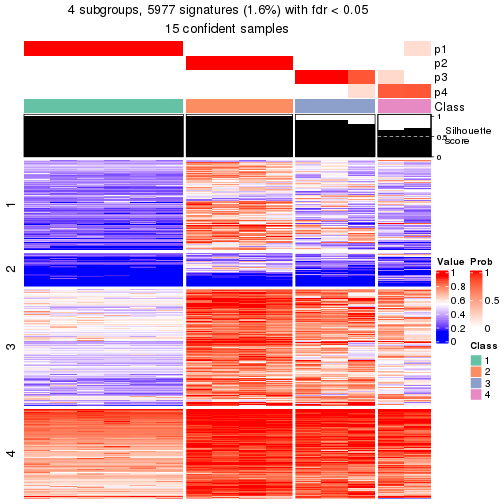 4 subgroups, 5977 signatures (1.6%) with fdr < 0.05
15 confident samples
p1
p2
p3
p4
Class
1
0.5
0
Silhouette
score
1
2
3
4
Value
1
0.8
0.6
0.4
0.2
0
Prob
1
0.5
0
Class
1
2
3
4